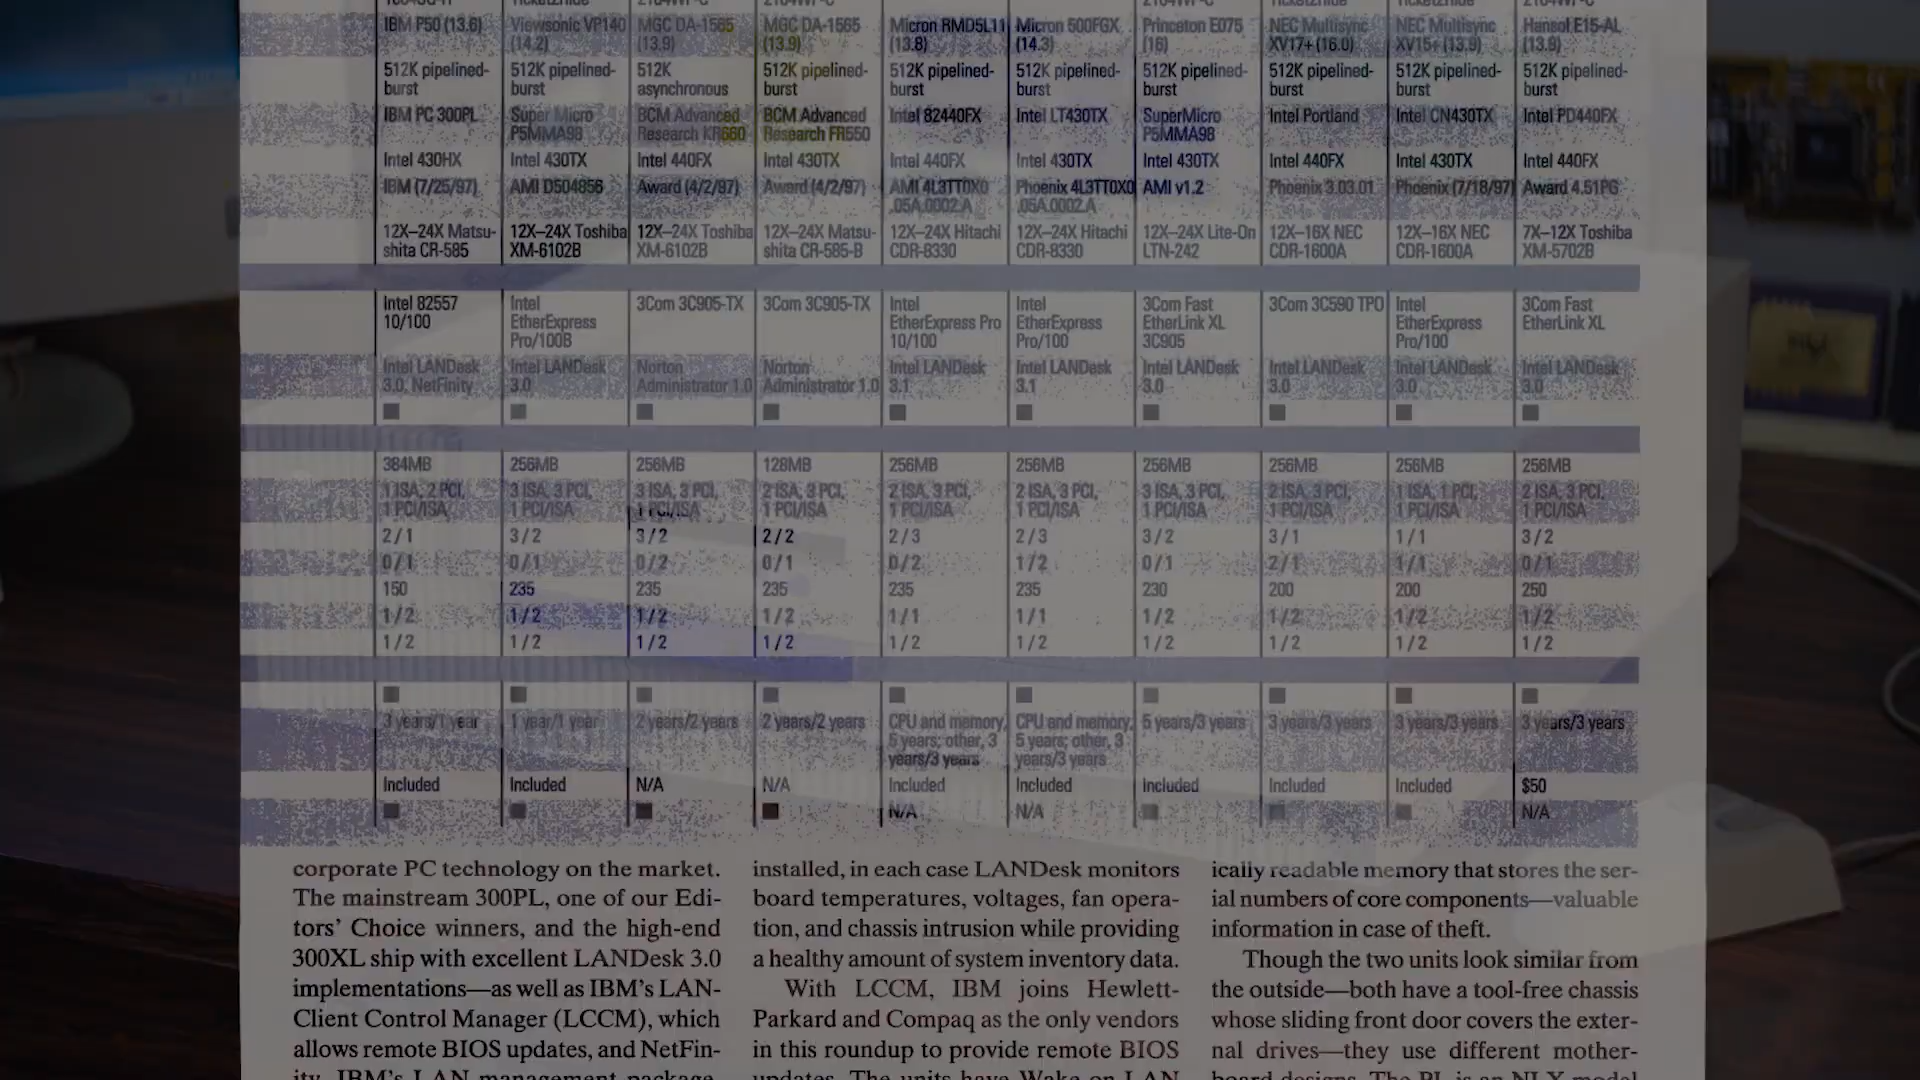 IBM P50 (13.6) Viewsonic VP140 (14.2) MGC DA-1565 (13.9) MGC DA-1565 (13.9) Micron RMD5L11 (13.8) Micron 500FGX (14.3) Princeton E075 (16) NEC Multisync XV17+ (16.0) NEC Multisync XV15+ (13.9) Hansol E15-AL (13.9)
512K pipelined-burst 512K pipelined-burst 512K asynchronous 512K pipelined-burst 512K pipelined-burst 512K pipelined-burst 512K pipelined-burst 512K pipelined-burst 512K pipelined-burst 512K pipelined-burst
IBM PC 300PL Super Micro P5MMA98 BCM Advanced Research KR660 BCM Advanced Research FR550 Intel 82440FX Intel LT430TX SuperMicro P5MMA98 Intel Portland Intel CN430TX Intel PD440FX
Intel 430HX Intel 430TX Intel 440FX Intel 430TX Intel 440FX Intel 430TX Intel 430TX Intel 440FX Intel 430TX Intel 440FX
IBM (7/25/97) AMI D504856 Award (4/2/97) Award (4/2/97) AMI 4L3TT0X0 .05A.0002.A Phoenix 4L3TT0X0 .05A.0002.A AMI v1.2 Phoenix 3.03.01 Phoenix (7/18/97) Award 4.51PG
12X–24X Matsu-shita CR-585 12X–24X Toshiba XM-6102B 12X–24X Toshiba XM-6102B 12X–24X Matsu-shita CR-585-B 12X–24X Hitachi CDR-8330 12X–24X Hitachi CDR-8330 12X–24X Lite-On LTN-242 12X–16X NEC CDR-1600A 12X–16X NEC CDR-1600A 7X–12X Toshiba XM-5702B
Intel 82557 10/100 Intel EtherExpress Pro/100B 3Com 3C905-TX 3Com 3C905-TX Intel EtherExpress Pro 10/100 Intel EtherExpress Pro/100 3Com Fast EtherLink XL 3C905 3Com 3C590 TPO Intel EtherExpress Pro/100 3Com Fast EtherLink XL
Intel LANDesk 3.0, NetFinity Intel LANDesk 3.0 Norton Administrator 1.0 Norton Administrator 1.0 Intel LANDesk 3.1 Intel LANDesk 3.1 Intel LANDesk 3.0 Intel LANDesk 3.0 Intel LANDesk 3.0 Intel LANDesk 3.0
384MB 256MB 256MB 128MB 256MB 256MB 256MB 256MB 256MB 256MB
1 ISA, 2 PCI, 1 PCI/ISA 3 ISA, 3 PCI, 1 PCI/ISA 3 ISA, 3 PCI, 1 PCI/ISA 2 ISA, 3 PCI, 1 PCI/ISA 2 ISA, 3 PCI, 1 PCI/ISA 2 ISA, 3 PCI, 1 PCI/ISA 3 ISA, 3 PCI, 1 PCI/ISA 2 ISA, 3 PCI, 1 PCI/ISA 1 ISA, 1 PCI, 1 PCI/ISA 2 ISA, 3 PCI, 1 PCI/ISA
2/1 3/2 3/2 2/2 2/3 2/3 3/2 3/1 1/1 3/2
0/1 0/1 0/2 0/1 0/2 1/2 0/1 2/1 1/1 0/1
150 235 235 235 235 235 230 200 200 250
1/2 1/2 1/2 1/2 1/1 1/1 1/2 1/2 1/2 1/2
1/2 1/2 1/2 1/2 1/2 1/2 1/2 1/2 1/2 1/2
3 years/1 year 1 year/1 year 2 years/2 years 2 years/2 years CPU and memory, 5 years; other, 3 years/3 years CPU and memory, 5 years; other, 3 years/3 years 5 years/3 years 3 years/3 years 3 years/3 years 3 years/3 years
Included Included N/A N/A Included Included Included Included Included $50
N/A N/A N/A
corporate PC technology on the market.
The mainstream 300PL, one of our Edi-
tors' Choice winners, and the high-end
300XL ship with excellent LANDesk 3.0
implementations—as well as IBM's LAN-
Client Control Manager (LCCM), which
allows remote BIOS updates, and NetFin-
ity, IBM's LAN management package.
installed, in each case LANDesk monitors
board temperatures, voltages, fan opera-
tion, and chassis intrusion while providing
a healthy amount of system inventory data.
With LCCM, IBM joins Hewlett-
Parkard and Compaq as the only vendors
in this roundup to provide remote BIOS
updates. The units have Wake on LAN
ically readable memory that stores the ser-
ial numbers of core components—valuable
information in case of theft.
Though the two units look similar from
the outside—both have a tool-free chassis
whose sliding front door covers the exter-
nal drives—they use different mother-
board designs. The PL is an NLX model